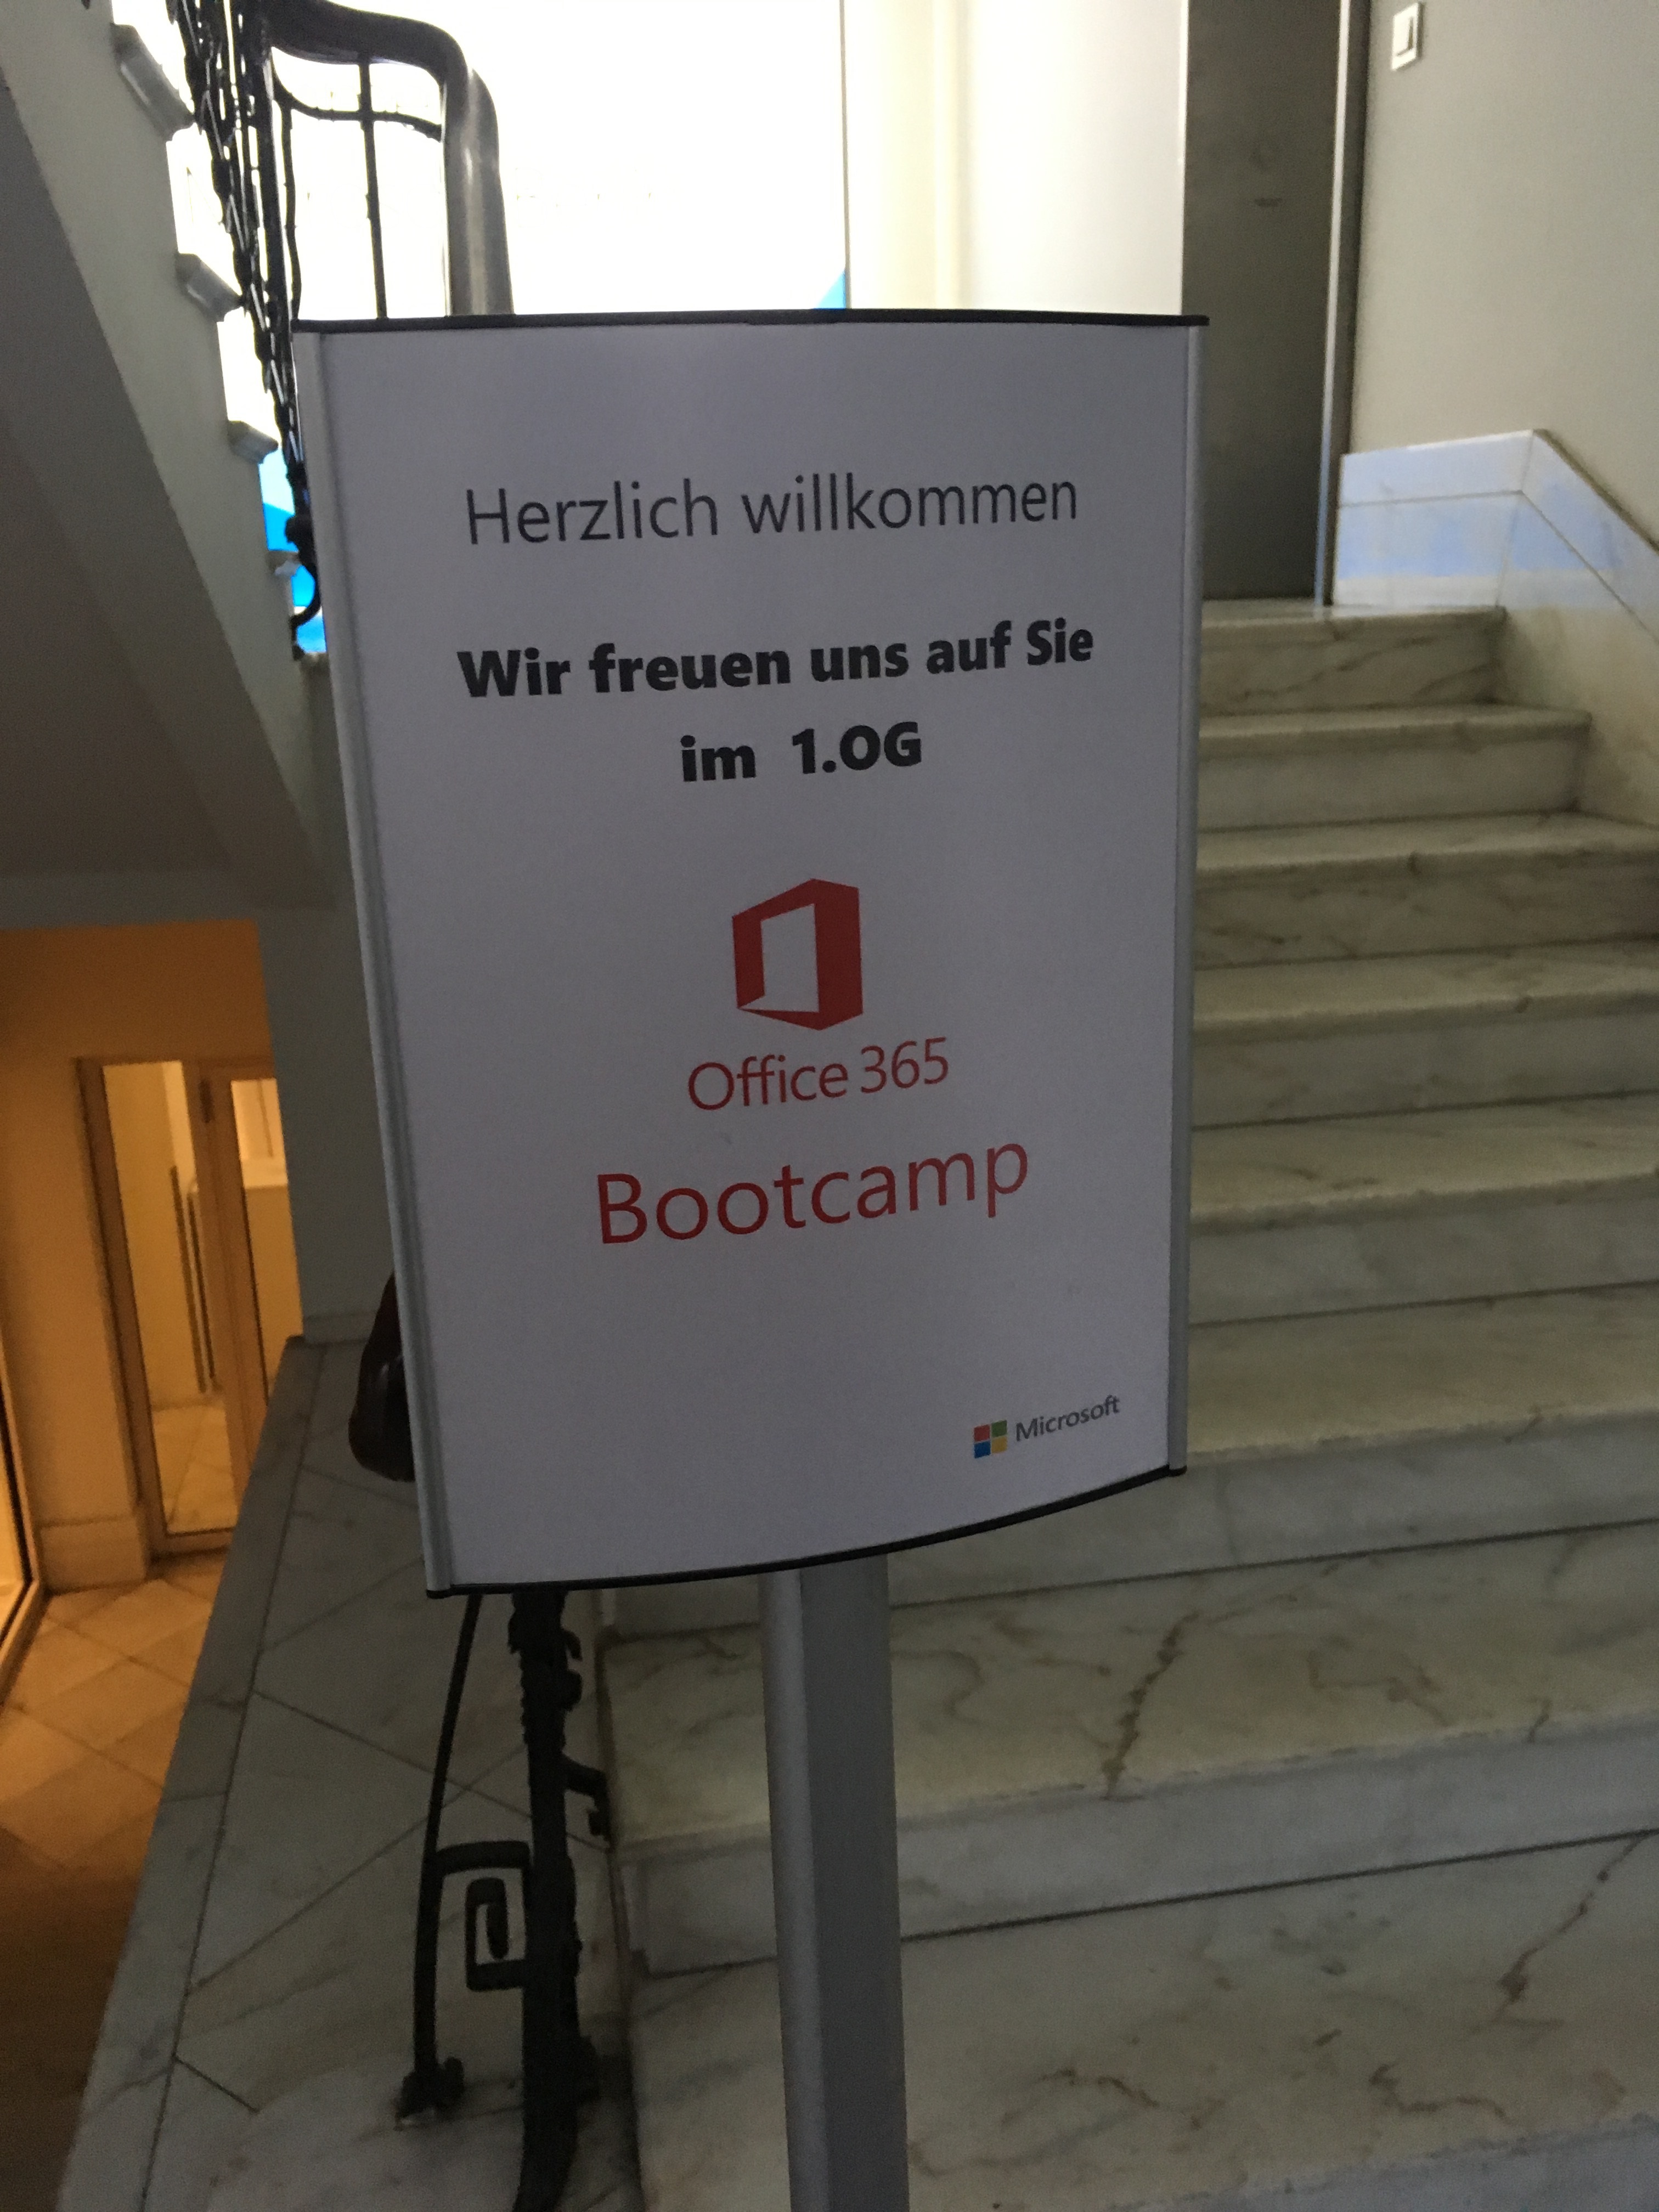 Herzlich willkommen
Wir freuen uns auf Sie
im 1.OG
Office 365
Bootcamp
Microsoft